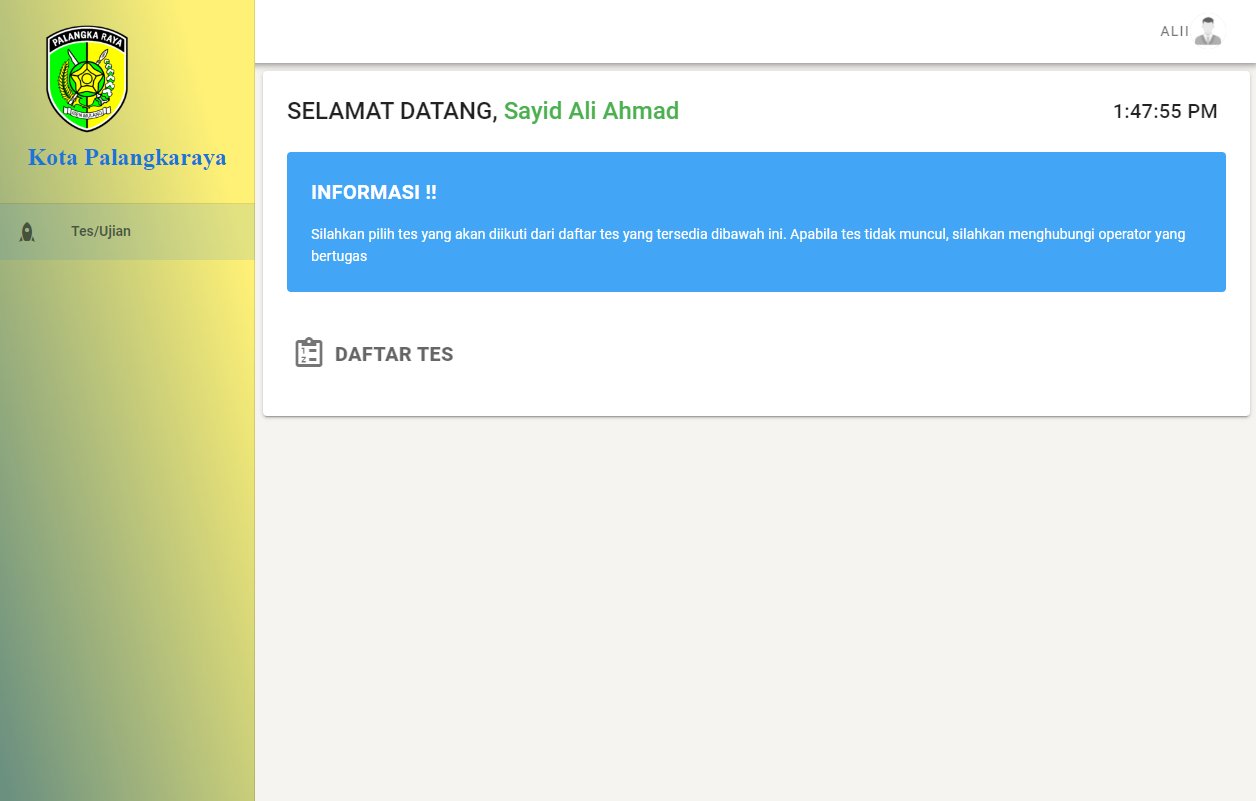 PALANGKA RAYA
Kota Palangkaraya
Tes/Ujian
ALII
SELAMAT DATANG, Sayid Ali Ahmad
1:47:55 PM
INFORMASI !!
Silahkan pilih tes yang akan diikuti dari daftar tes yang tersedia dibawah ini. Apabila tes tidak muncul, silahkan menghubungi operator yang
bertugas
DAFTAR TES